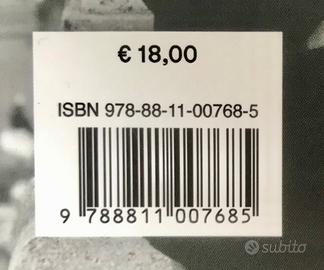 € 18,00
ISBN 978-88-11-00768-5
9 788811 007685
subito